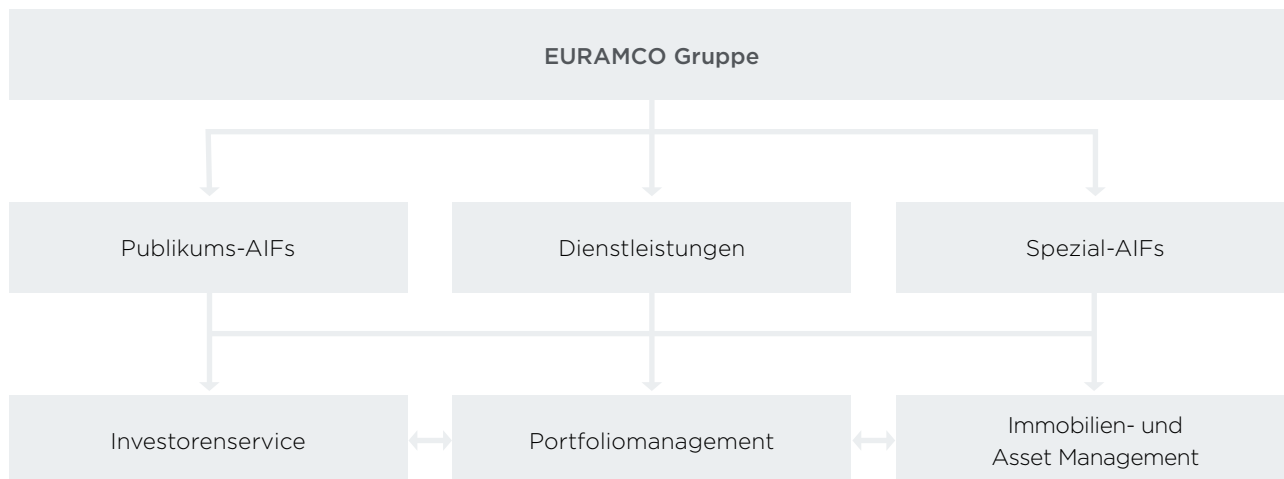 EURAMCO Gruppe
Publikums-AIFs
Dienstleistungen
Spezial-AIFs
Investorenservice
Portfoliomanagement
Immobilien- und
Asset Management